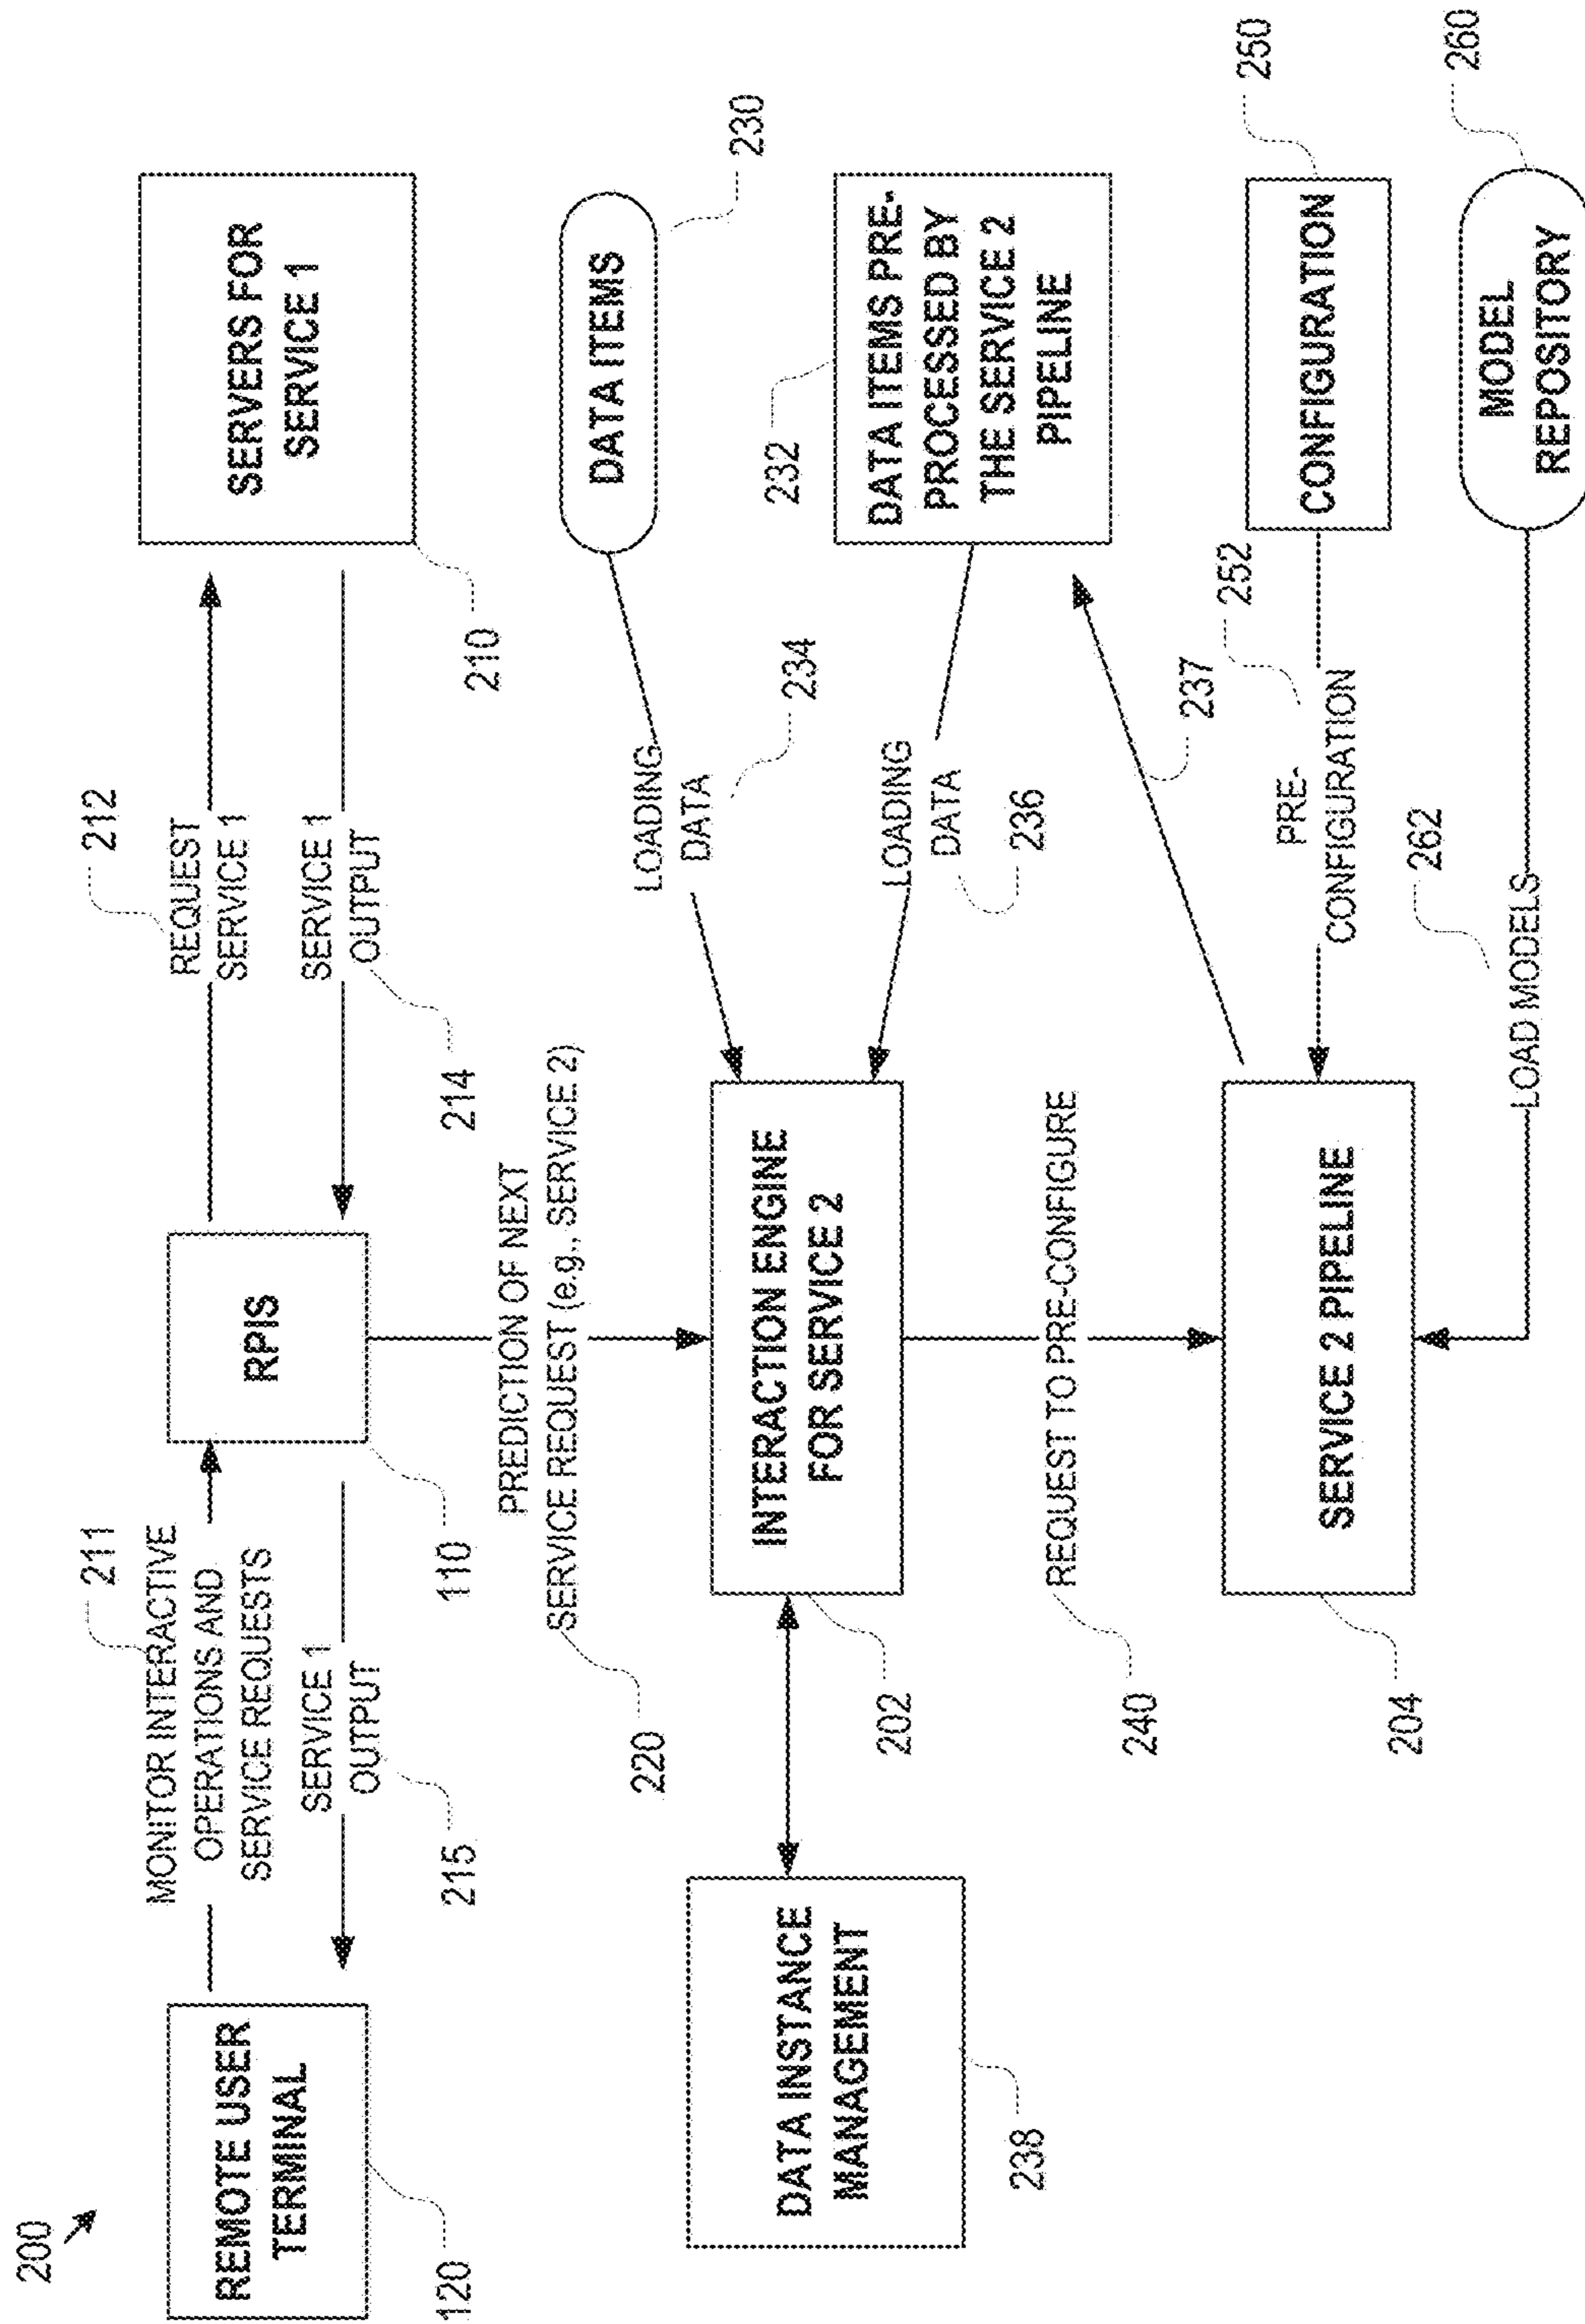 200
REMOTE USER
TERMINAL
120
211
MONITOR INTERACTIVE
OPERATIONS AND
SERVICE REQUESTS
SERVICE 1
OUTPUT
215
RPIS
110
212
REQUEST
SERVICE 1
SERVICE 1
OUTPUT
214
SERVERS FOR
SERVICE 1
210
PREDICTION OF NEXT
SERVICE REQUEST (e.g., SERVICE 2)
220
DATA ITEMS
230
LOADING
DATA
234
DATA INSTANCE
MANAGEMENT
238
INTERACTION ENGINE
FOR SERVICE 2
202
LOADING
DATA
236
232
DATA ITEMS PRE-
PROCESSED BY
THE SERVICE 2
PIPELINE
REQUEST TO PRE-CONFIGURE
240
237
SERVICE 2 PIPELINE
204
252
PRE-
CONFIGURATION
CONFIGURATION
250
262
LOAD MODELS
MODEL
REPOSITORY
260